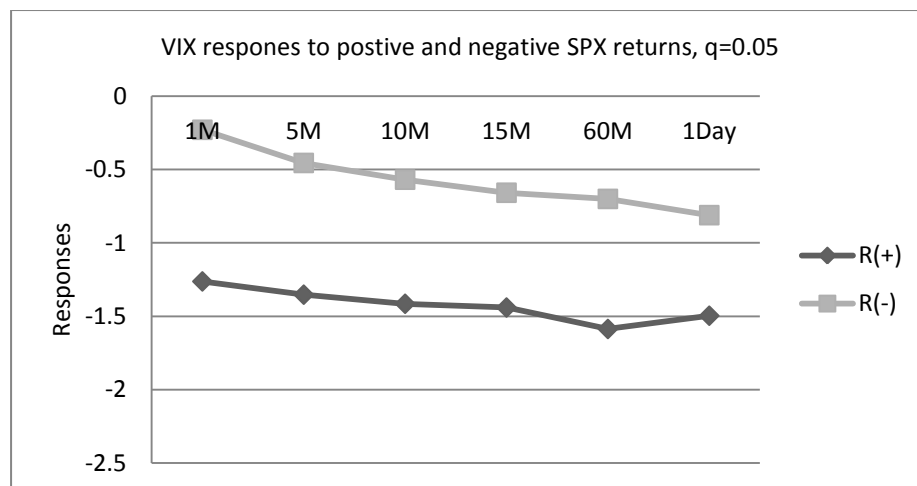 VIX respones to postive and negative SPX returns, q=0.05
0
1M 5M 10M 15M 60M 1Day
-0.5
-1
-1.5
-2
-2.5
Responses
R(+)
R(-)